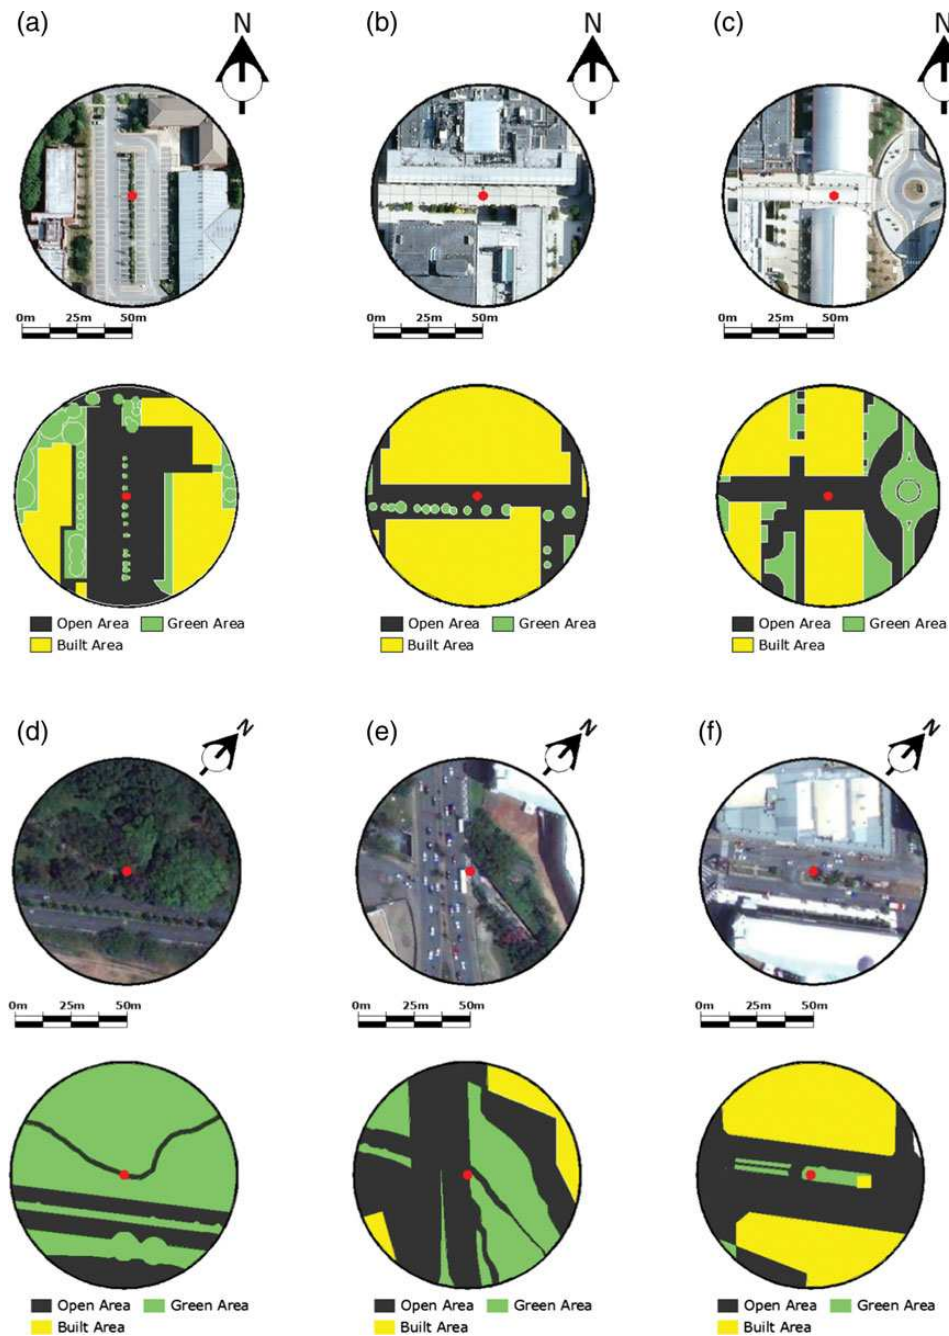 (a) N (b) N (c) N
0m 25m 50m 0m 25m 50m 0m 25m 50m
Open Area Green Area Open Area Green Area Open Area Green Area
Built Area Built Area Built Area
(d) N (e) N (f) N
0m 25m 50m 0m 25m 50m 0m 25m 50m
Open Area Green Area Open Area Green Area Open Area Green Area
Built Area Built Area Built Area